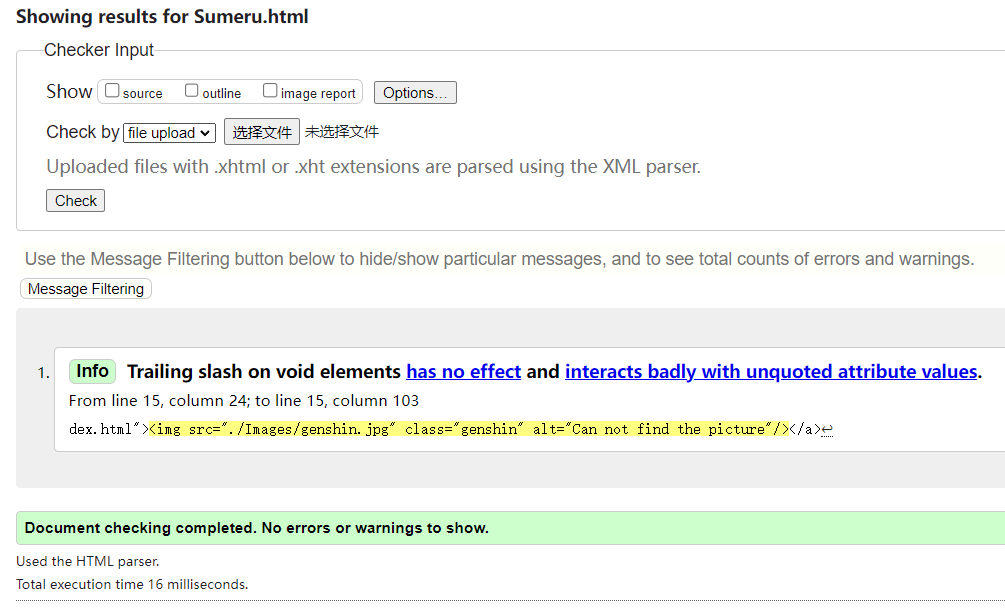 Showing results for Sumeru.html
Checker Input
Show source outline image report Options...
Check by file upload 选择文件 未选择文件
Uploaded files with .xhtml or .xht extensions are parsed using the XML parser.
Check
Use the Message Filtering button below to hide/show particular messages, and to see total counts of errors and warnings.
Message Filtering
1. Info Trailing slash on void elements has no effect and interacts badly with unquoted attribute values.
From line 15, column 24; to line 15, column 103
dex.html"><img src="./Images/genshin.jpg" class="genshin" alt="Can not find the picture"/></a>↩
Document checking completed. No errors or warnings to show.
Used the HTML parser.
Total execution time 16 milliseconds.